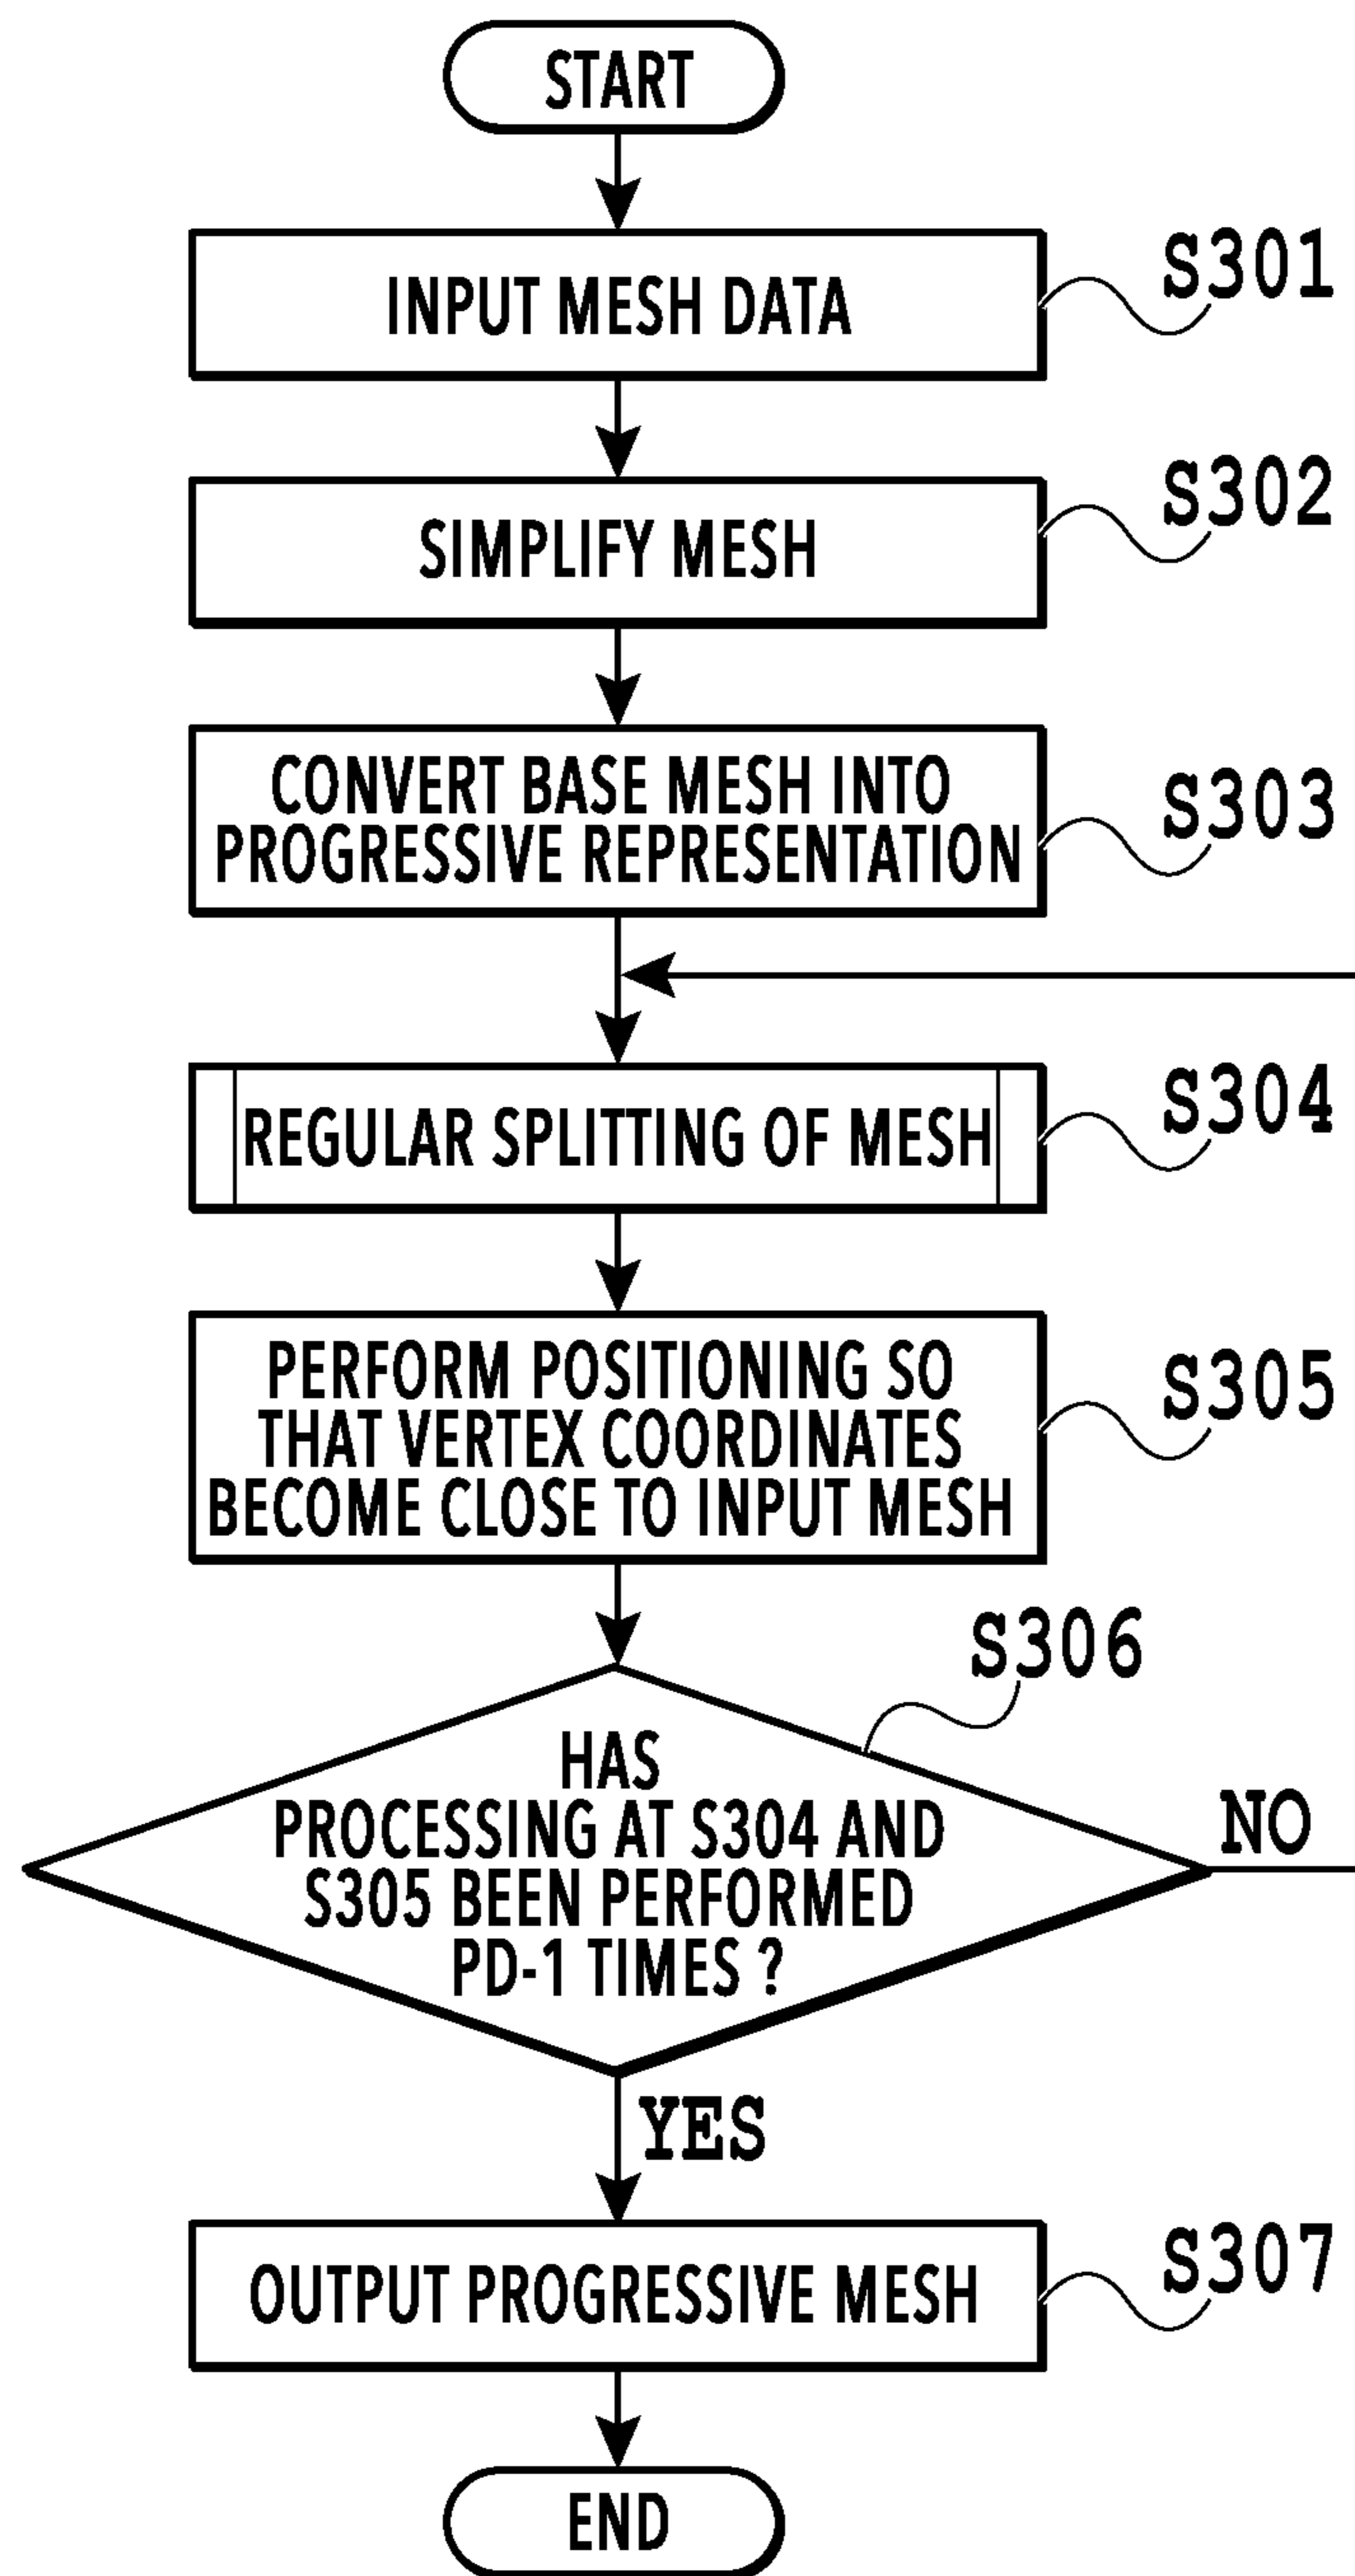 START
INPUT MESH DATA
S301
SIMPLIFY MESH
S302
CONVERT BASE MESH INTO
PROGRESSIVE REPRESENTATION
S303
REGULAR SPLITTING OF MESH
S304
PERFORM POSITIONING SO
THAT VERTEX COORDINATES
BECOME CLOSE TO INPUT MESH
S305
S306
HAS
PROCESSING AT S304 AND
S305 BEEN PERFORMED
PD-1 TIMES ?
NO
YES
OUTPUT PROGRESSIVE MESH
S307
END